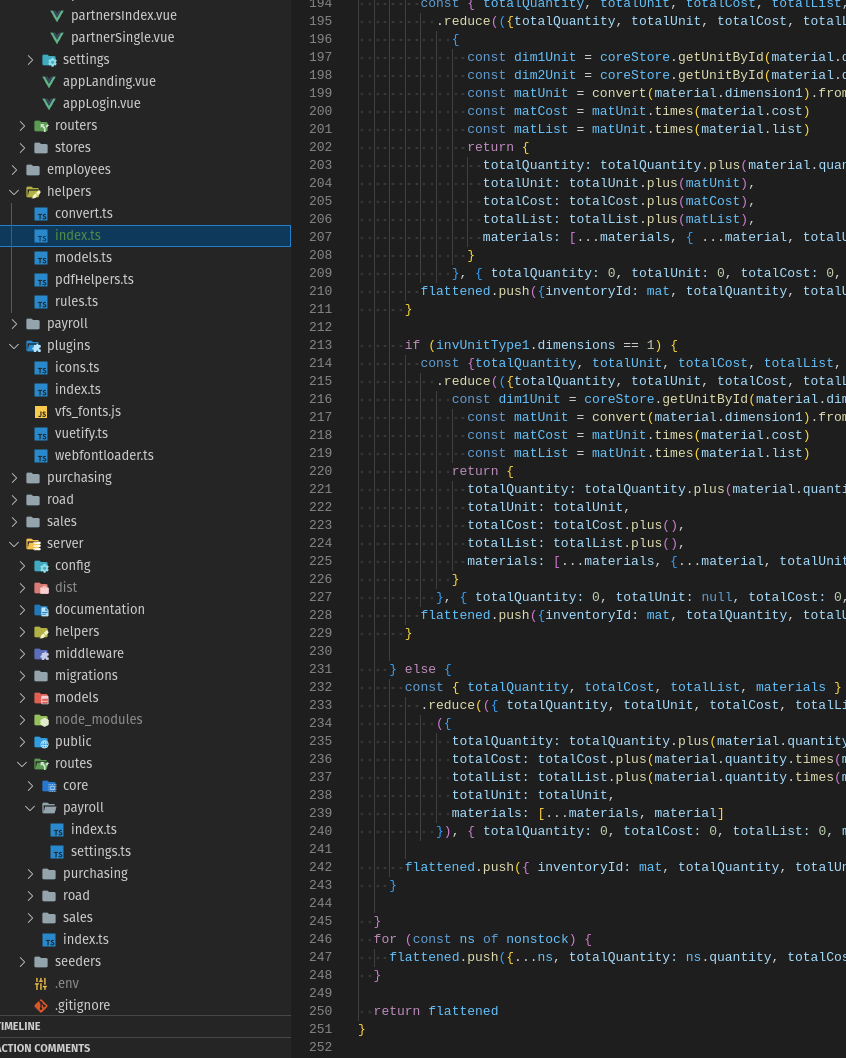 partnersIndex.vue
partnerSingle.vue
settings
appLanding.vue
appLogin.vue
routers
stores
employees
helpers
convert.ts
index.ts
models.ts
pdfHelpers.ts
rules.ts
payroll
plugins
icons.ts
index.ts
vfs_fonts.js
vuetify.ts
webfontloader.ts
purchasing
road
sales
server
config
dist
documentation
helpers
middleware
migrations
models
node_modules
public
routes
core
payroll
index.ts
settings.ts
purchasing
road
sales
index.ts
seeders
.env
.gitignore
TIMELINE
ACTION COMMENTS
194 const { totalQuantity, totalUnit, totalCost, totalList,
195 .reduce(({totalQuantity, totalUnit, totalCost, totalL
196 {
197 const dim1Unit = coreStore.getUnitById(material.d
198 const dim2Unit = coreStore.getUnitById(material.d
199 const matUnit = convert(material.dimension1).from
200 const matCost = matUnit.times(material.cost)
201 const matList = matUnit.times(material.list)
202 return {
203 totalQuantity: totalQuantity.plus(material.quan
204 totalUnit: totalUnit.plus(matUnit),
205 totalCost: totalCost.plus(matCost),
206 totalList: totalList.plus(matList),
207 materials: [...materials, { ...material, totalU
208 }
209 }, { totalQuantity: 0, totalUnit: 0, totalCost: 0,
210 flattened.push({inventoryId: mat, totalQuantity, totalU
211 }
212
213 if (invUnitType1.dimensions == 1) {
214 const {totalQuantity, totalUnit, totalCost, totalList,
215 .reduce(({totalQuantity, totalUnit, totalCost, totalL
216 const dim1Unit = coreStore.getUnitById(material.dim
217 const matUnit = convert(material.dimension1).from
218 const matCost = matUnit.times(material.cost)
219 const matList = matUnit.times(material.list)
220 return {
221 totalQuantity: totalQuantity.plus(material.quanti
222 totalUnit: totalUnit,
223 totalCost: totalCost.plus(),
224 totalList: totalList.plus(),
225 materials: [...materials, {...material, totalUnit
226 }
227 }, { totalQuantity: 0, totalUnit: null, totalCost: 0,
228 flattened.push({inventoryId: mat, totalQuantity, totalU
229 }
230
231 } else {
232 const { totalQuantity, totalCost, totalList, materials }
233 .reduce(({ totalQuantity, totalUnit, totalCost, totalLi
234 ({
235 totalQuantity: totalQuantity.plus(material.quantity
236 totalCost: totalCost.plus(material.quantity.times(m
237 totalList: totalList.plus(material.quantity.times(m
238 totalUnit: totalUnit,
239 materials: [...materials, material]
240 }), { totalQuantity: 0, totalCost: 0, totalList: 0, m
241
242 flattened.push({ inventoryId: mat, totalQuantity, totalUn
243 }
244
245 }
246 for (const ns of nonstock) {
247 flattened.push({...ns, totalQuantity: ns.quantity, totalCos
248 }
249
250 return flattened
251 }
252